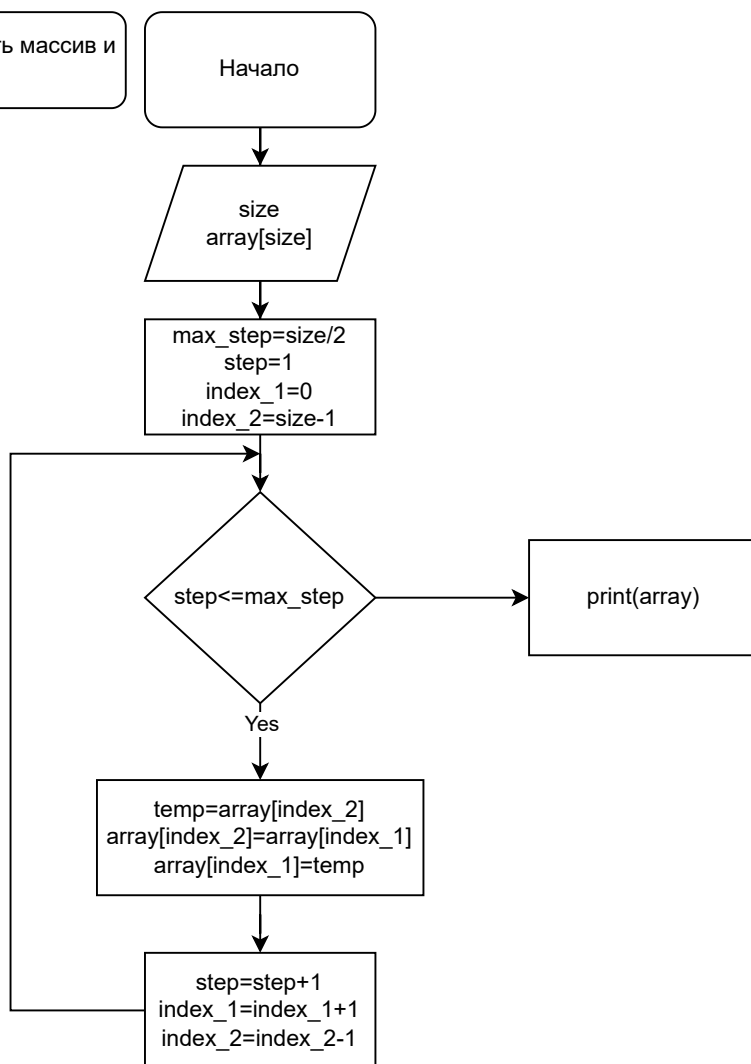 ть массив и
Начало
size
array[size]
max_step=size/2
step=1
index_1=0
index_2=size-1
step<=max_step
print(array)
Yes
temp=array[index_2]
array[index_2]=array[index_1]
array[index_1]=temp
step=step+1
index_1=index_1+1
index_2=index_2-1